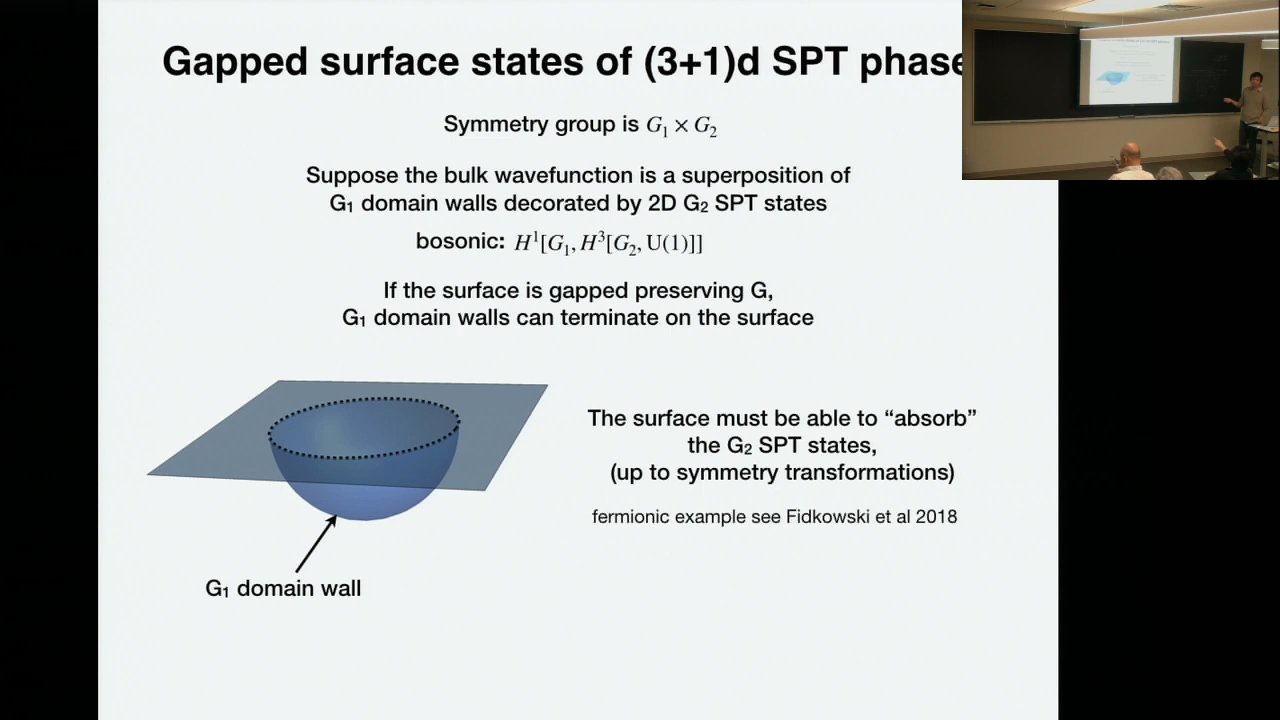 Gapped surface states of (3+1)d SPT phase
Symmetry group is G₁ × G₂
Suppose the bulk wavefunction is a superposition of
G₁ domain walls decorated by 2D G₂ SPT states
bosonic: H¹[G₁, H³[G₂, U(1)]]
If the surface is gapped preserving G,
G₁ domain walls can terminate on the surface
The surface must be able to “absorb”
the G₂ SPT states,
(up to symmetry transformations)
fermionic example see Fidkowski et al 2018
G₁ domain wall